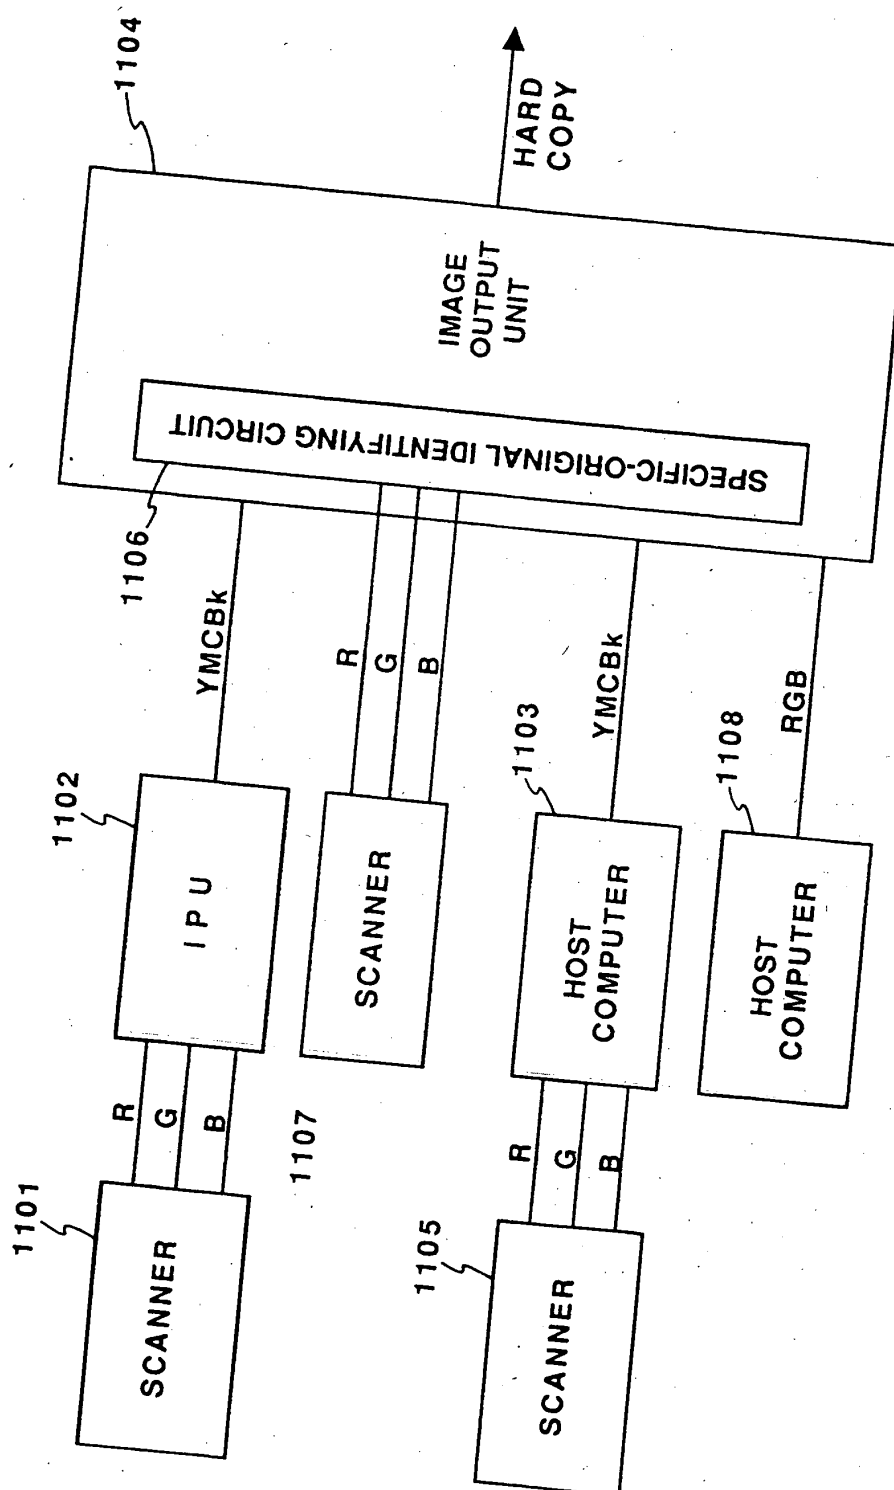 1101
SCANNER
R
G
B
1102
IPU
YMCBk
1107
SCANNER
R
G
B
1105
SCANNER
R
G
B
1103
HOST
COMPUTER
YMCBk
1108
HOST
COMPUTER
RGB
1106
SPECIFIC-ORIGINAL IDENTIFYING CIRCUIT
1104
IMAGE
OUTPUT
UNIT
HARD
COPY